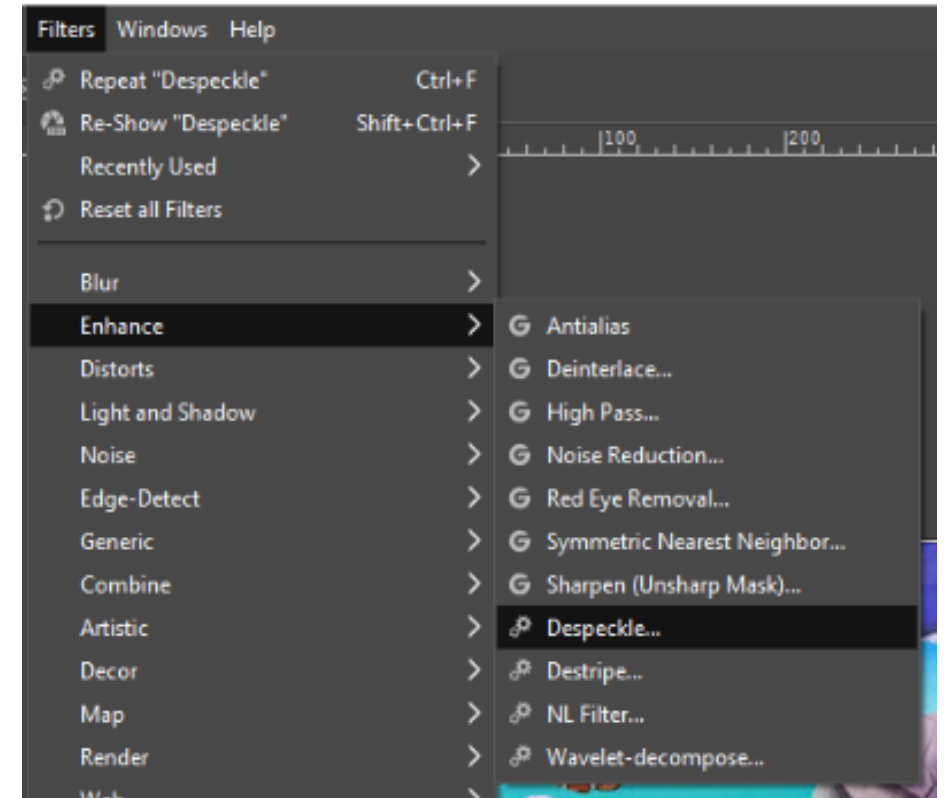 Filters Windows Help
Repeat "Despeckle" Ctrl+F
Re-Show "Despeckle" Shift+Ctrl+F
Recently Used
Reset all Filters
100 200
Blur
Enhance
Distorts
Light and Shadow
Noise
Edge-Detect
Generic
Combine
Artistic
Decor
Map
Render
Web
Antialias
Deinterlace...
High Pass...
Noise Reduction...
Red Eye Removal...
Symmetric Nearest Neighbor...
Sharpen (Unsharp Mask)...
Despeckle...
Destripe...
NL Filter...
Wavelet-decompose...